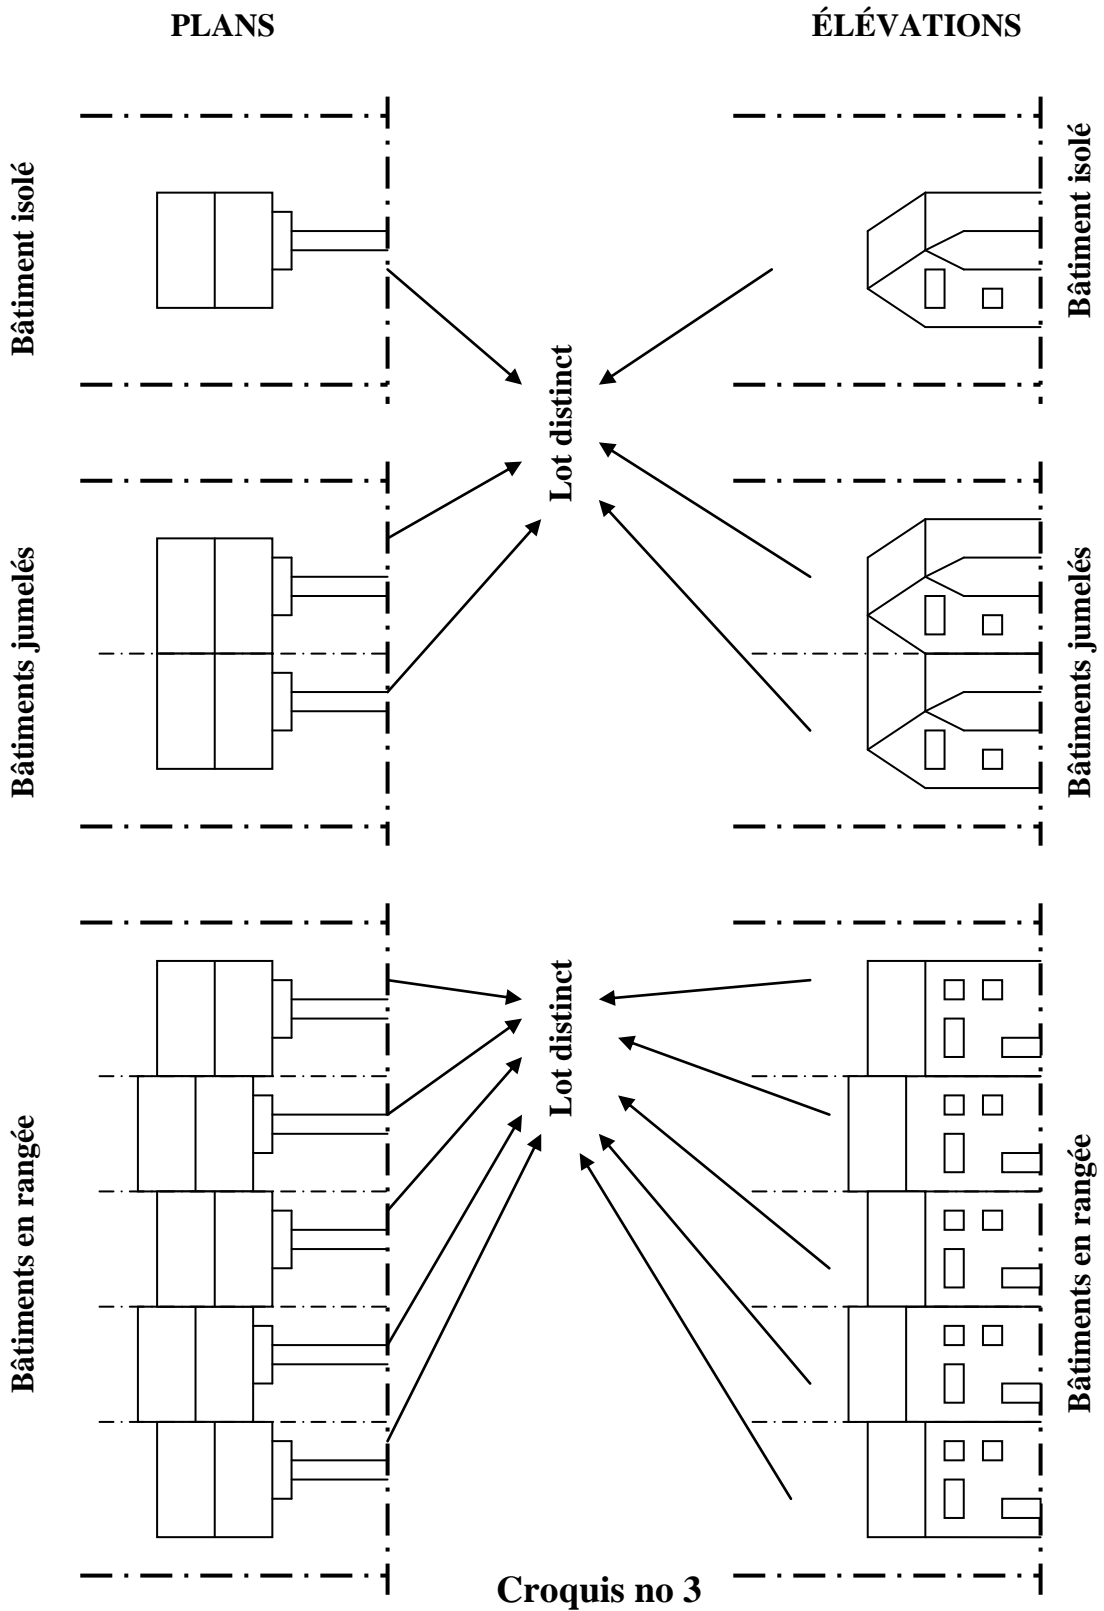 PLANS
ÉLÉVATIONS
Bâtiment isolé
Bâtiment isolé
Lot distinct
Bâtiments jumelés
Bâtiments jumelés
Lot distinct
Bâtiments en rangée
Bâtiments en rangée
Croquis no 3